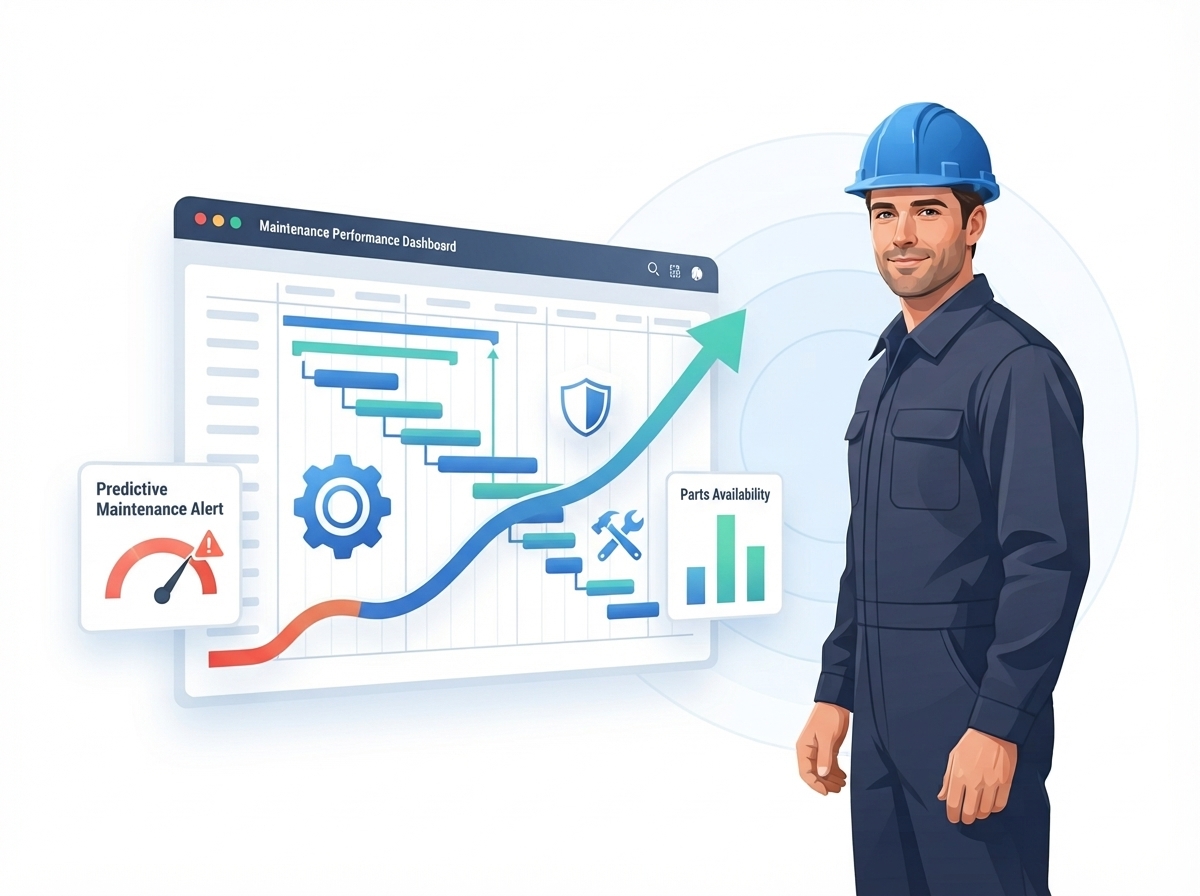 Maintenance Performance Dashboard
Predictive
Maintenance Alert
Parts Availability